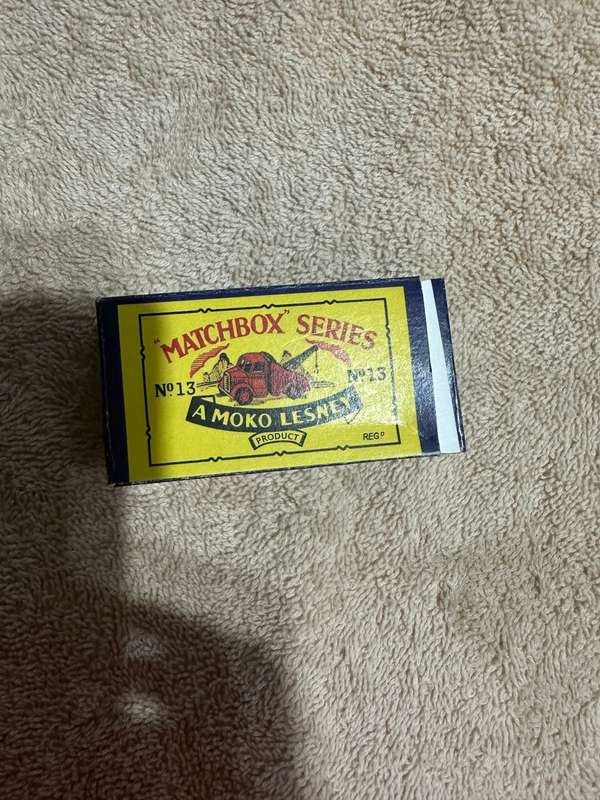 "MATCHBOX" SERIES
Nº13 Nº13
A MOKO LESNEY
PRODUCT
REGᴰ